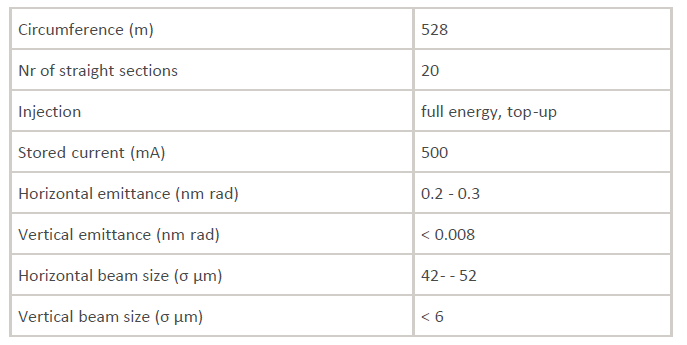 Circumference (m) 528
Nr of straight sections 20
Injection full energy, top-up
Stored current (mA) 500
Horizontal emittance (nm rad) 0.2 - 0.3
Vertical emittance (nm rad) < 0.008
Horizontal beam size (σ µm) 42- - 52
Vertical beam size (σ µm) < 6